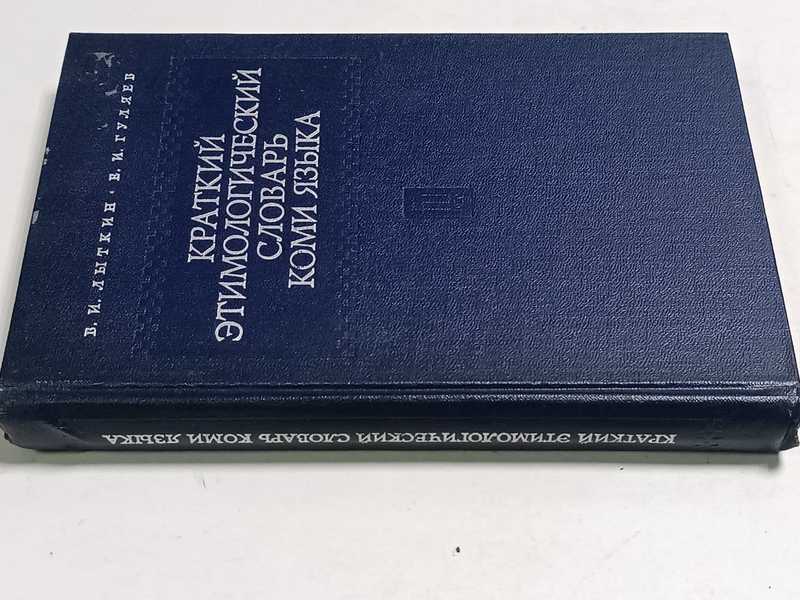 В. И. ЛЫТКИН · Е. И. ГУЛЯЕВ
КРАТКИЙ
ЭТИМОЛОГИЧЕСКИЙ
СЛОВАРЬ
КОМИ ЯЗЫКА
КРАТКИЙ ЭТИМОЛОГИЧЕСКИЙ СЛОВАРЬ КОМИ ЯЗЫКА